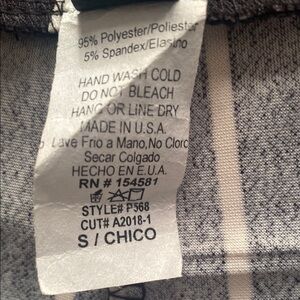 95% Polyester/Poliester
5% Spandex/Elastino
HAND WASH COLD
DO NOT BLEACH
HANG OR LINE DRY
MADE IN U.S.A.
Lave Frio a Mano, No Cloro
Secar Colgado
HECHO EN E.U.A.
RN # 154581
STYLE# P568
CUT# A2018-1
S / CHICO